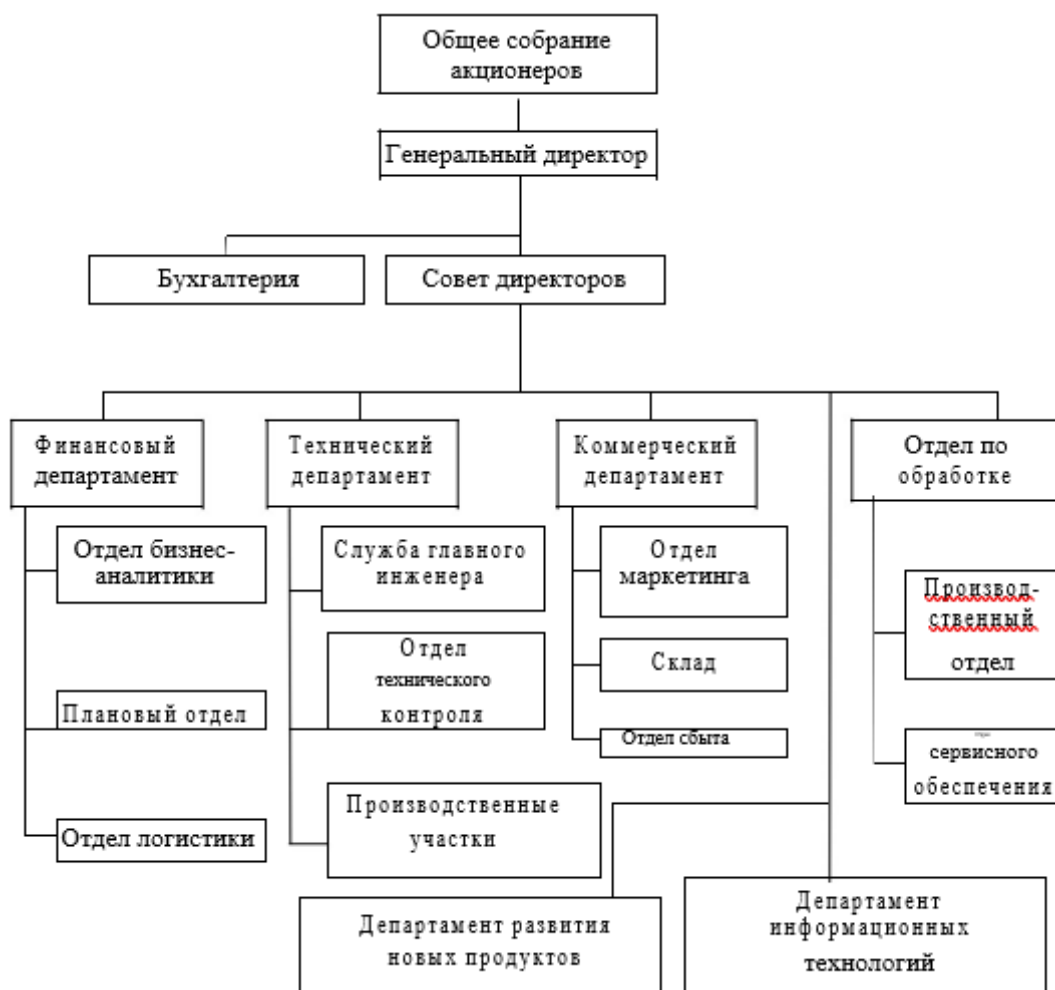 Общее собрание
акционеров
Генеральный директор
Бухгалтерия
Совет директоров
Финансовый
департамент
Технический
департамент
Коммерческий
департамент
Отдел по
обработке
Отдел бизнес-
аналитики
Плановый отдел
Отдел логистики
Служба главного
инженера
Отдел
технического
контроля
Производственные
участки
Отдел
маркетинга
Склад
Отдел сбыта
Производ-
ственный
отдел
сервисного
обеспечения
Департамент развития
новых продуктов
Департамент
информационных
технологий